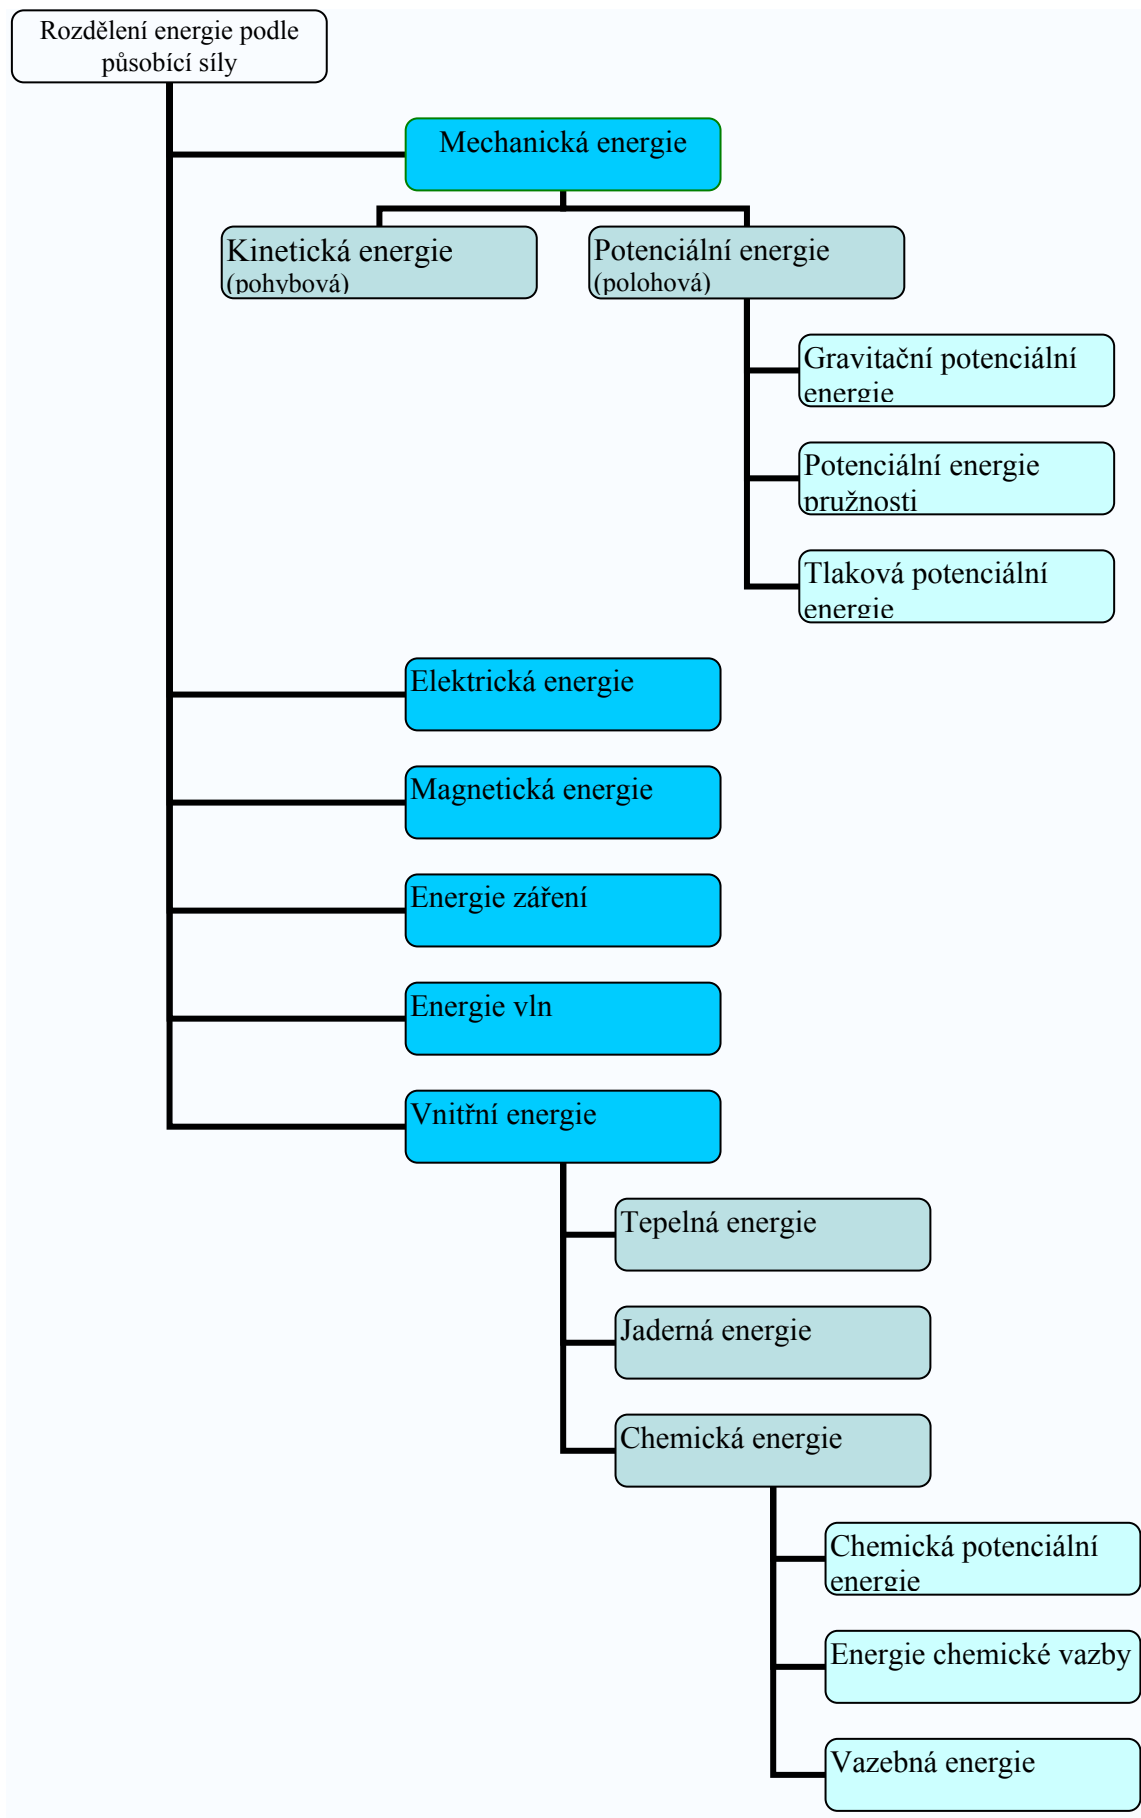 Rozdělení energie podle
působící síly
Mechanická energie
Kinetická energie
(pohybová)
Potenciální energie
(polohová)
Gravitační potenciální
energie
Potenciální energie
pružnosti
Tlaková potenciální
energie
Elektrická energie
Magnetická energie
Energie záření
Energie vln
Vnitřní energie
Tepelná energie
Jaderná energie
Chemická energie
Chemická potenciální
energie
Energie chemické vazby
Vazebná energie